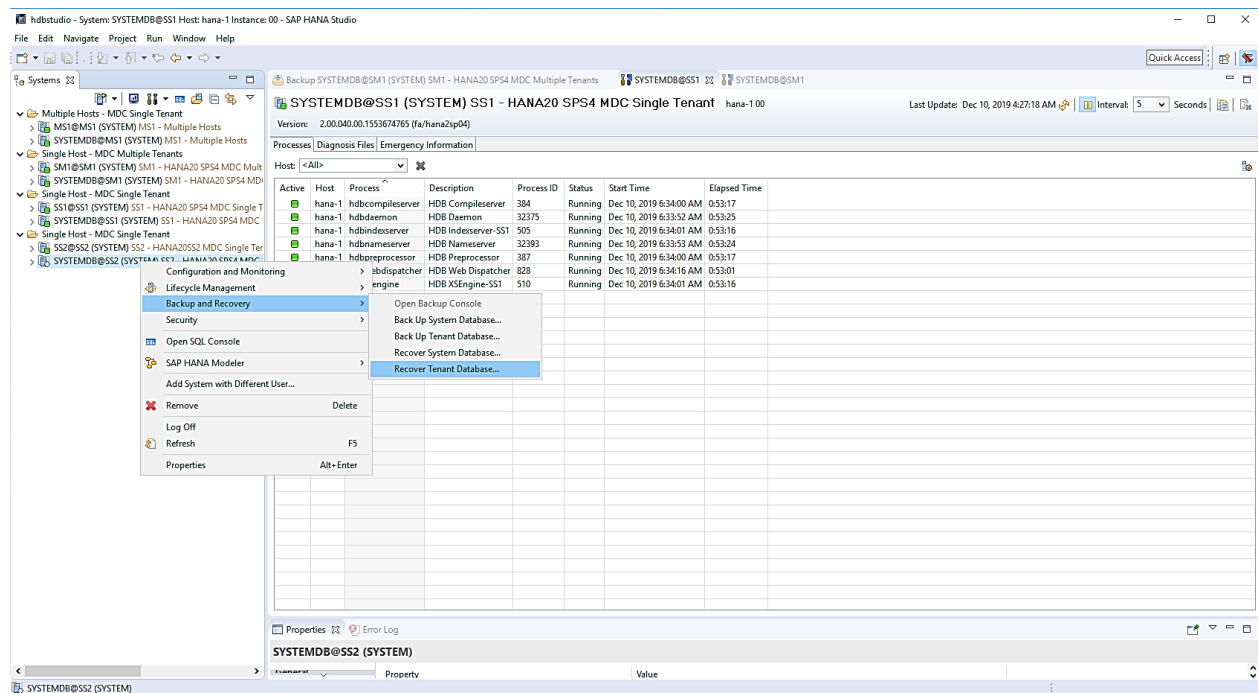 hdbstudio - System: SYSTEMDB@SS1 Host: hana-1 Instance: 00 - SAP HANA Studio
File Edit Navigate Project Run Window Help
Quick Access
Systems
Backup SYSTEMDB@SM1 (SYSTEM) SM1 - HANA20 SPS4 MDC Multiple Tenants SYSTEMDB@SS1 SYSTEMDB@SM1
SYSTEMDB@SS1 (SYSTEM) SS1 - HANA20 SPS4 MDC Single Tenant hana-1 00
Last Update: Dec 10, 2019 4:27:18 AM Interval: 5 Seconds
Version: 2.00.040.00.1553674765 (fa/hana2sp04)
Processes Diagnosis Files Emergency Information
Host: <All>
Multiple Hosts - MDC Single Tenant
MS1@MS1 (SYSTEM) MS1 - Multiple Hosts
SYSTEMDB@MS1 (SYSTEM) MS1 - Multiple Hosts
Single Host - MDC Multiple Tenants
SM1@SM1 (SYSTEM) SM1 - HANA20 SPS4 MDC Mult
SYSTEMDB@SM1 (SYSTEM) SM1 - HANA20 SPS4 MD
Single Host - MDC Single Tenant
SS1@SS1 (SYSTEM) SS1 - HANA20 SPS4 MDC Single T
SYSTEMDB@SS1 (SYSTEM) SS1 - HANA20 SPS4 MDC
Single Host - MDC Single Tenant
SS2@SS2 (SYSTEM) SS2 - HANA20SS2 MDC Single Ter
SYSTEMDB@SS2 (SYSTEM) SS2 - HANA20 SPS4 MDC
Active Host Process Description Process ID Status Start Time Elapsed Time
hana-1 hdbcompileserver HDB Compileserver 384 Running Dec 10, 2019 6:34:00 AM 0:53:17
hana-1 hdbdaemon HDB Daemon 32375 Running Dec 10, 2019 6:33:52 AM 0:53:25
hana-1 hdbindexserver HDB Indexserver-SS1 505 Running Dec 10, 2019 6:34:01 AM 0:53:16
hana-1 hdbnameserver HDB Nameserver 32393 Running Dec 10, 2019 6:33:53 AM 0:53:24
hana-1 hdbpreprocessor HDB Preprocessor 387 Running Dec 10, 2019 6:34:00 AM 0:53:17
ebdispatcher HDB Web Dispatcher 828 Running Dec 10, 2019 6:34:16 AM 0:53:01
engine HDB XSEngine-SS1 510 Running Dec 10, 2019 6:34:01 AM 0:53:16
Configuration and Monitoring
Lifecycle Management
Backup and Recovery
Security
Open SQL Console
SAP HANA Modeler
Add System with Different User...
Remove Delete
Log Off
Refresh F5
Properties Alt+Enter
Open Backup Console
Back Up System Database...
Back Up Tenant Database...
Recover System Database...
Recover Tenant Database...
Properties Error Log
SYSTEMDB@SS2 (SYSTEM)
General Property Value
SYSTEMDB@SS2 (SYSTEM)